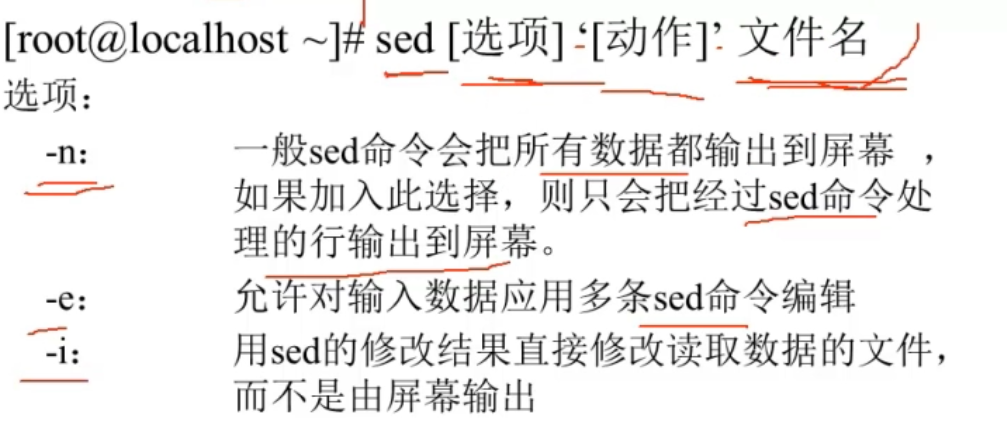 [root@localhost ~]# sed [选项] ‘[动作]’ 文件名
选项：
-n： 一般sed命令会把所有数据都输出到屏幕 ，
如果加入此选择，则只会把经过sed命令处
理的行输出到屏幕。
-e： 允许对输入数据应用多条sed命令编辑
-i： 用sed的修改结果直接修改读取数据的文件，
而不是由屏幕输出